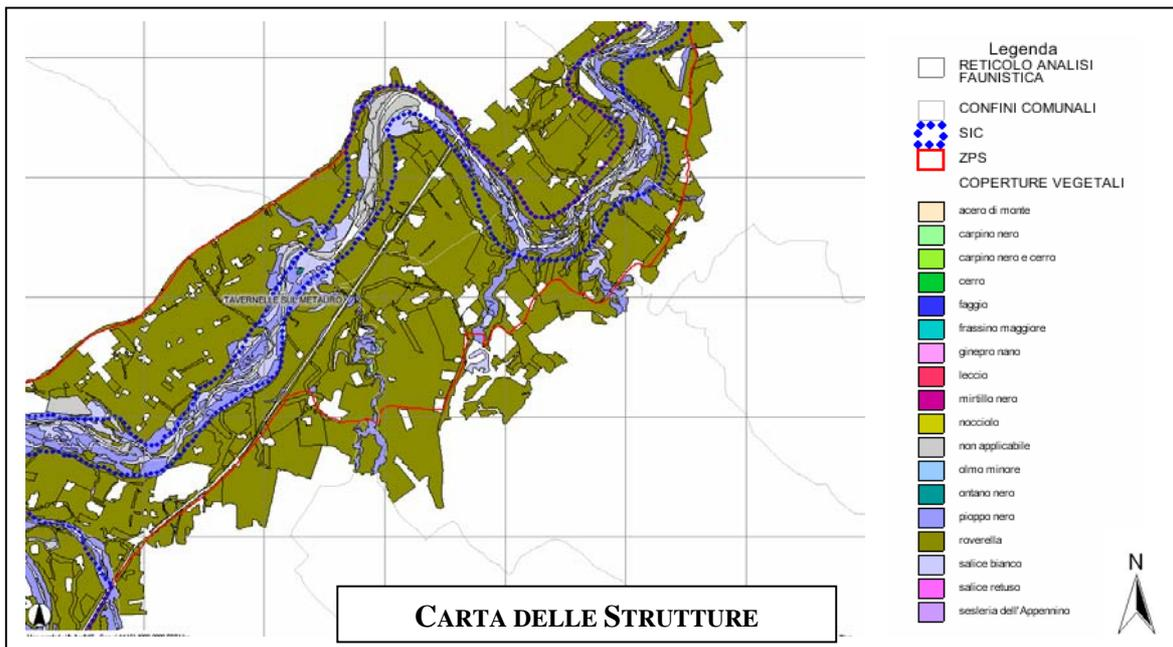 TAVERNELLE SUL METAURO
CARTA DELLE STRUTTURE
Legenda
RETICOLO ANALISI
FAUNISTICA
CONFINI COMUNALI
SIC
ZPS
COPERTURE VEGETALI
acero di monte
carpino nero
carpino nero e cerro
cerro
faggio
frassino maggiore
ginepro nano
leccio
mirtillo nero
nocciolo
non applicabile
olmo minore
ontano nero
pioppo nero
roverella
salice bianco
salice retuso
sesleria dell'Appennino
N